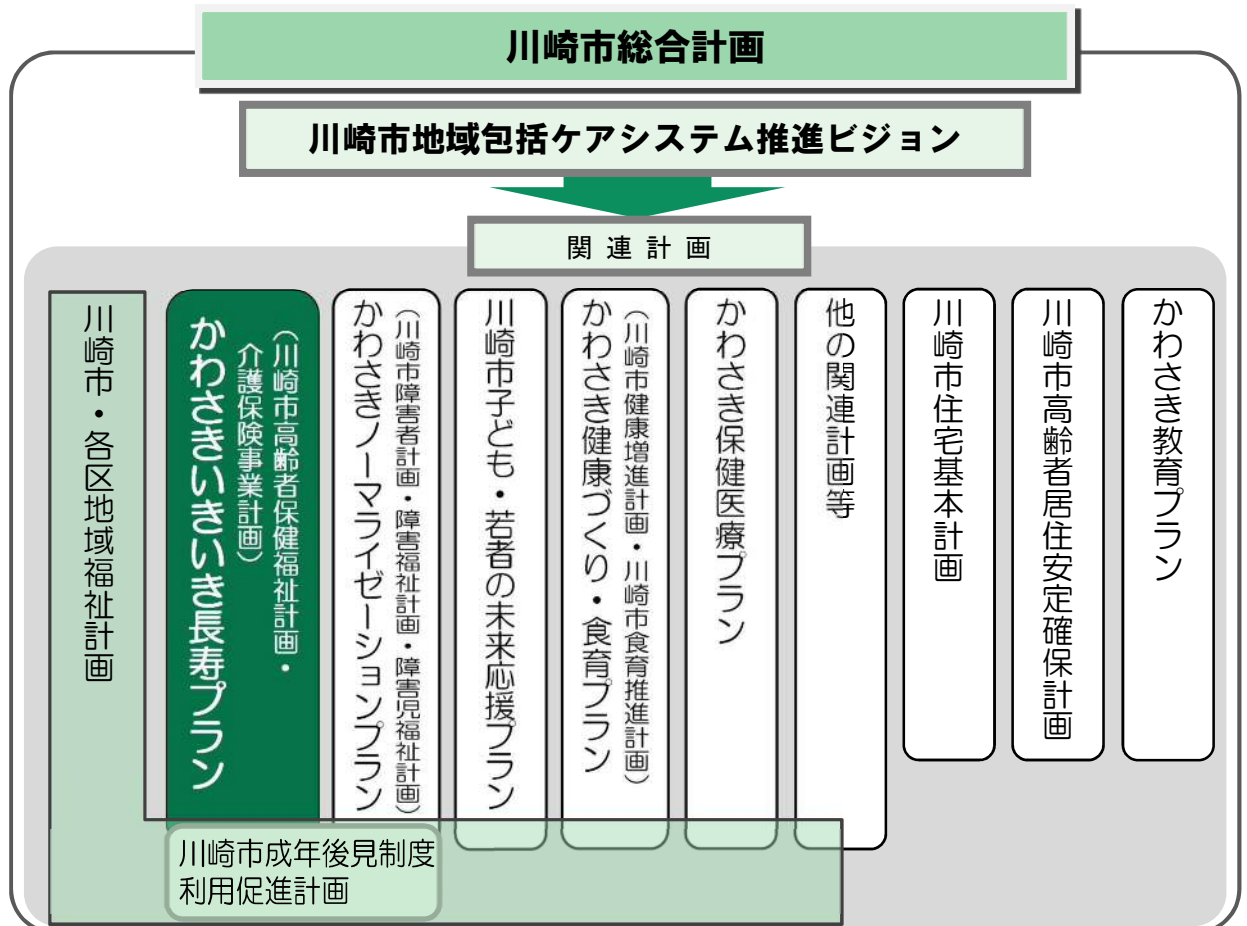 川崎市総合計画
川崎市地域包括ケアシステム推進ビジョン
関連計画
川崎市・各区地域福祉計画
かわさきいきいき長寿プラン
（川崎市高齢者保健福祉計画・
介護保険事業計画）
かわさきノーマライゼーションプラン
（川崎市障害者計画・障害福祉計画・障害児福祉計画）
川崎市子ども・若者の未来応援プラン
かわさき健康づくり・食育プラン
（川崎市健康増進計画・川崎市食育推進計画）
かわさき保健医療プラン
他の関連計画等
川崎市住宅基本計画
川崎市高齢者居住安定確保計画
かわさき教育プラン
川崎市成年後見制度
利用促進計画